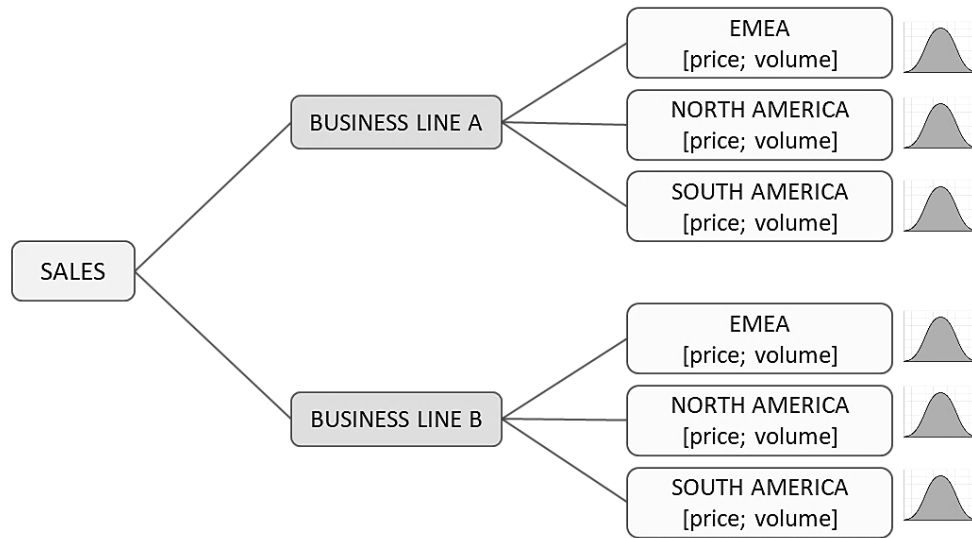 SALES
BUSINESS LINE A
EMEA
[price; volume]
NORTH AMERICA
[price; volume]
SOUTH AMERICA
[price; volume]
BUSINESS LINE B
EMEA
[price; volume]
NORTH AMERICA
[price; volume]
SOUTH AMERICA
[price; volume]